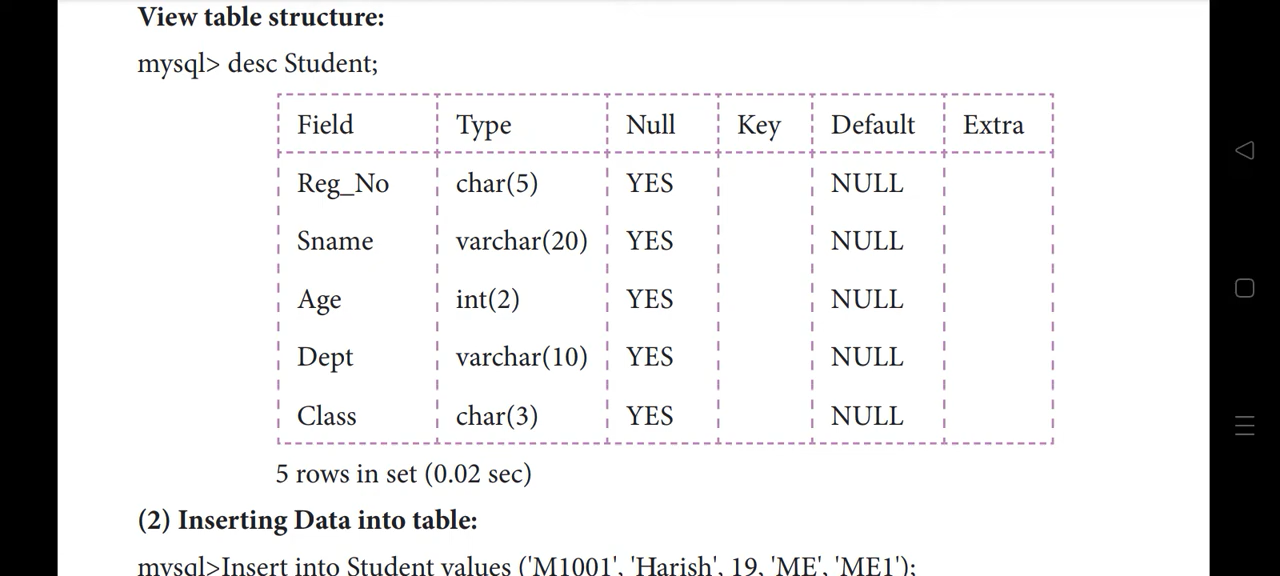 View table structure:
mysql> desc Student;
Field Type Null Key Default Extra
Reg_No char(5) YES NULL
Sname varchar(20) YES NULL
Age int(2) YES NULL
Dept varchar(10) YES NULL
Class char(3) YES NULL
5 rows in set (0.02 sec)
(2) Inserting Data into table:
mysql>Insert into Student values ('M1001', 'Harish', 19, 'ME', 'ME1');